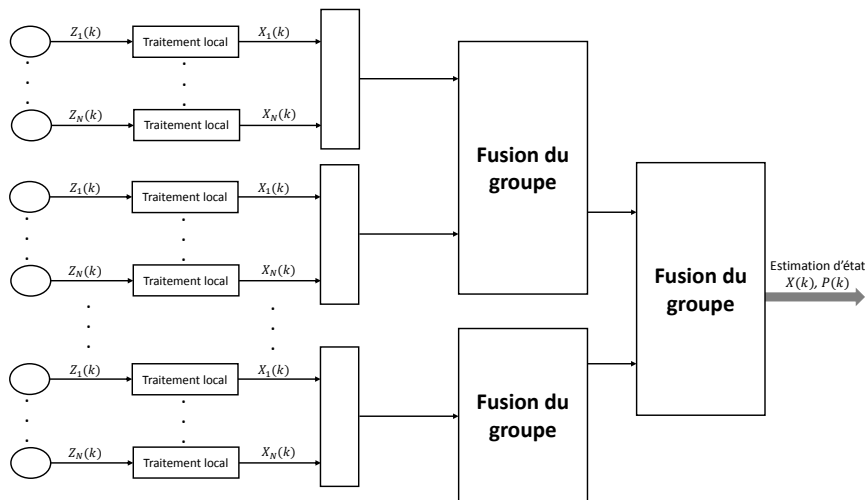 Z_1(k) Traitement local X_1(k)
Z_N(k) Traitement local X_N(k)
Fusion du
groupe
Z_1(k) Traitement local X_1(k)
Z_N(k) Traitement local X_N(k)
Fusion du
groupe
Estimation d'état
X(k), P(k)
Z_1(k) Traitement local X_1(k)
Z_N(k) Traitement local X_N(k)
Fusion du
groupe